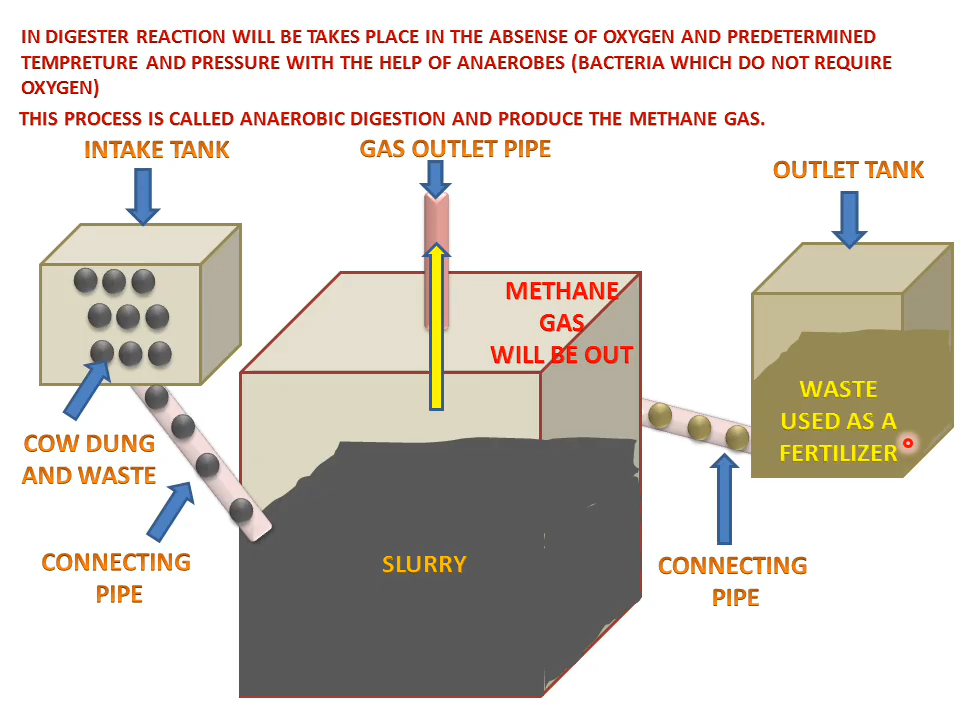 IN DIGESTER REACTION WILL BE TAKES PLACE IN THE ABSENSE OF OXYGEN AND PREDETERMINED
TEMPRETURE AND PRESSURE WITH THE HELP OF ANAEROBES (BACTERIA WHICH DO NOT REQUIRE
OXYGEN)
THIS PROCESS IS CALLED ANAEROBIC DIGESTION AND PRODUCE THE METHANE GAS.
INTAKE TANK
GAS OUTLET PIPE
OUTLET TANK
METHANE
GAS
WILL BE OUT
WASTE
USED AS A
FERTILIZER
COW DUNG
AND WASTE
CONNECTING
PIPE
SLURRY
CONNECTING
PIPE